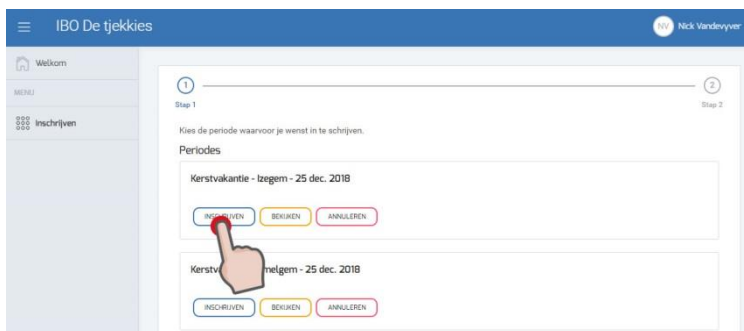 IBO De tjekkies
NV Nick Vandevyver
Welkom
MENU
Inschrijven
1
2
Stap 1
Stap 2
Kies de periode waarvoor je wenst in te schrijven.
Periodes
Kerstvakantie - Izegem - 25 dec. 2018
BEKIJKEN ANNULEREN
- 25 dec. 2018
INSCHRIJVEN BEKIJKEN ANNULEREN